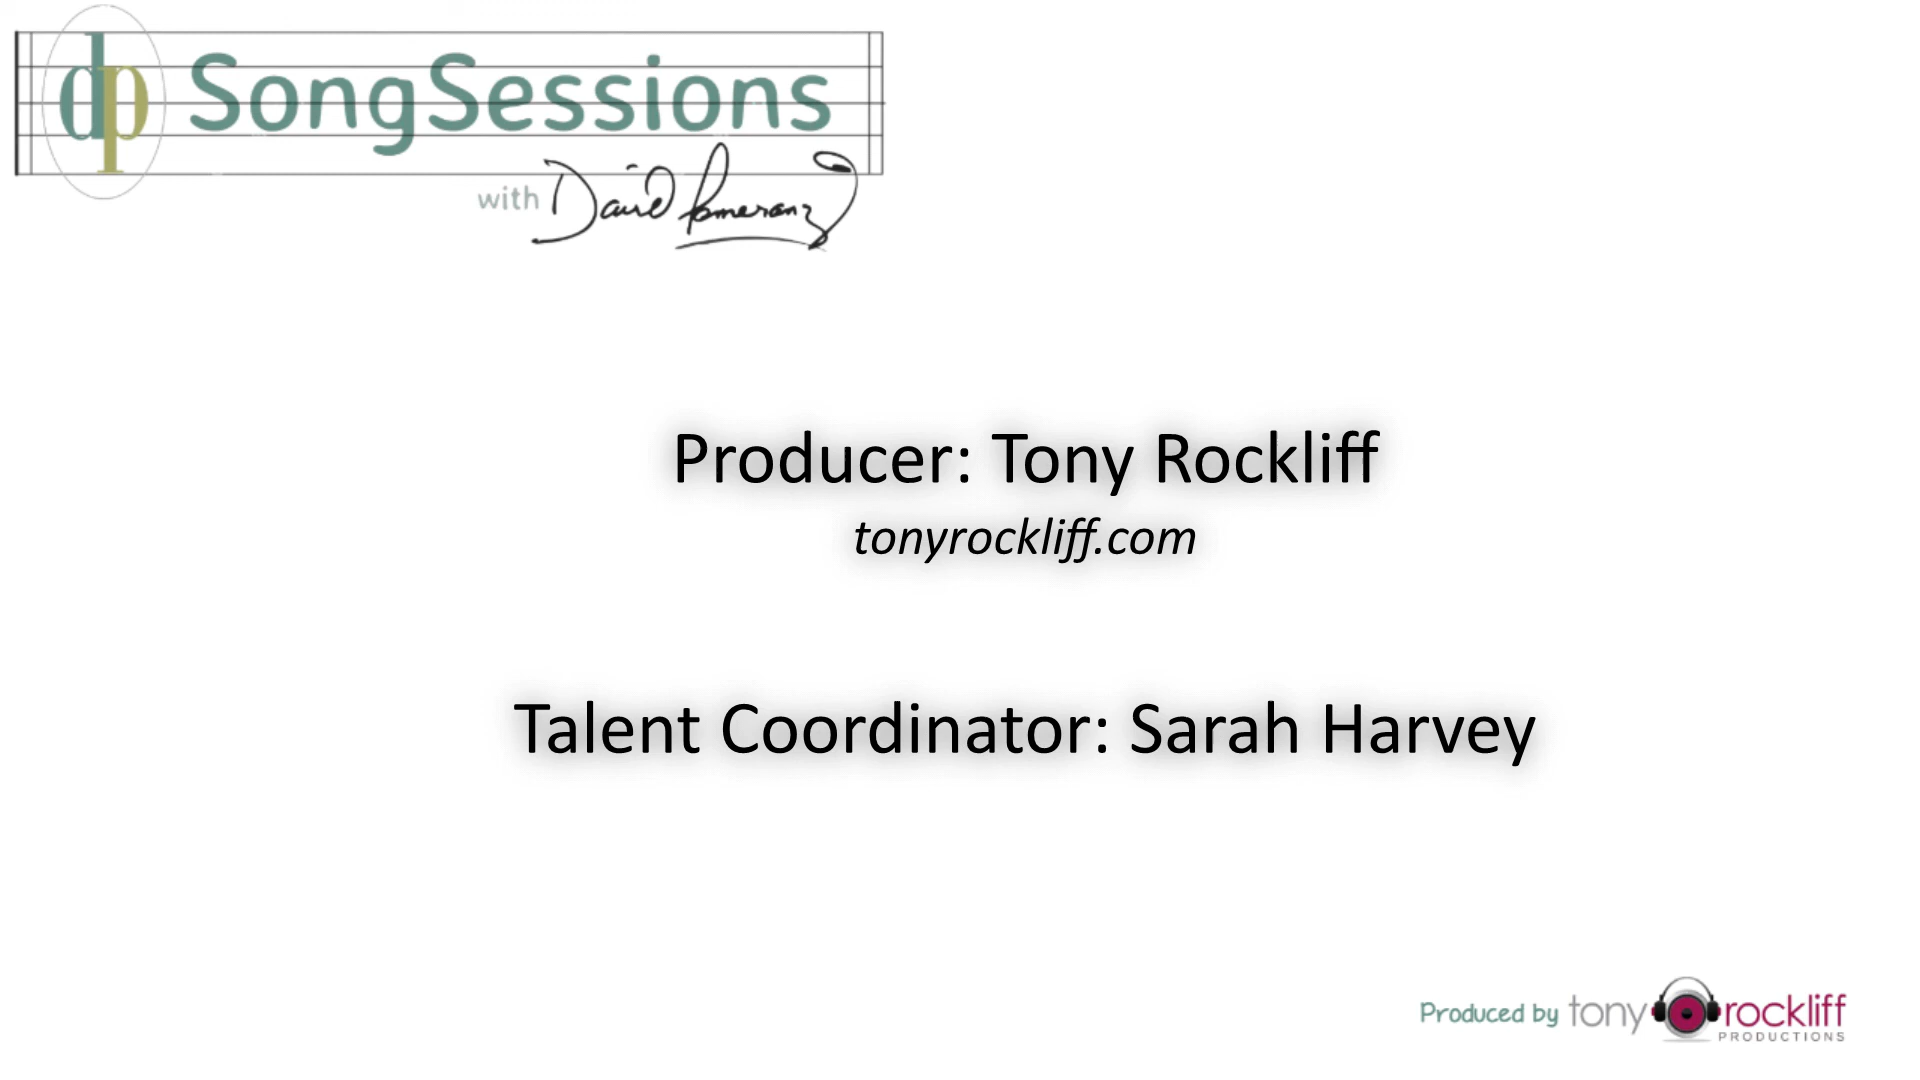 dp SongSessions
with David Pomeranz
Producer: Tony Rockliff
tonyrockliff.com
Talent Coordinator: Sarah Harvey
Produced by tony rockliff
PRODUCTIONS